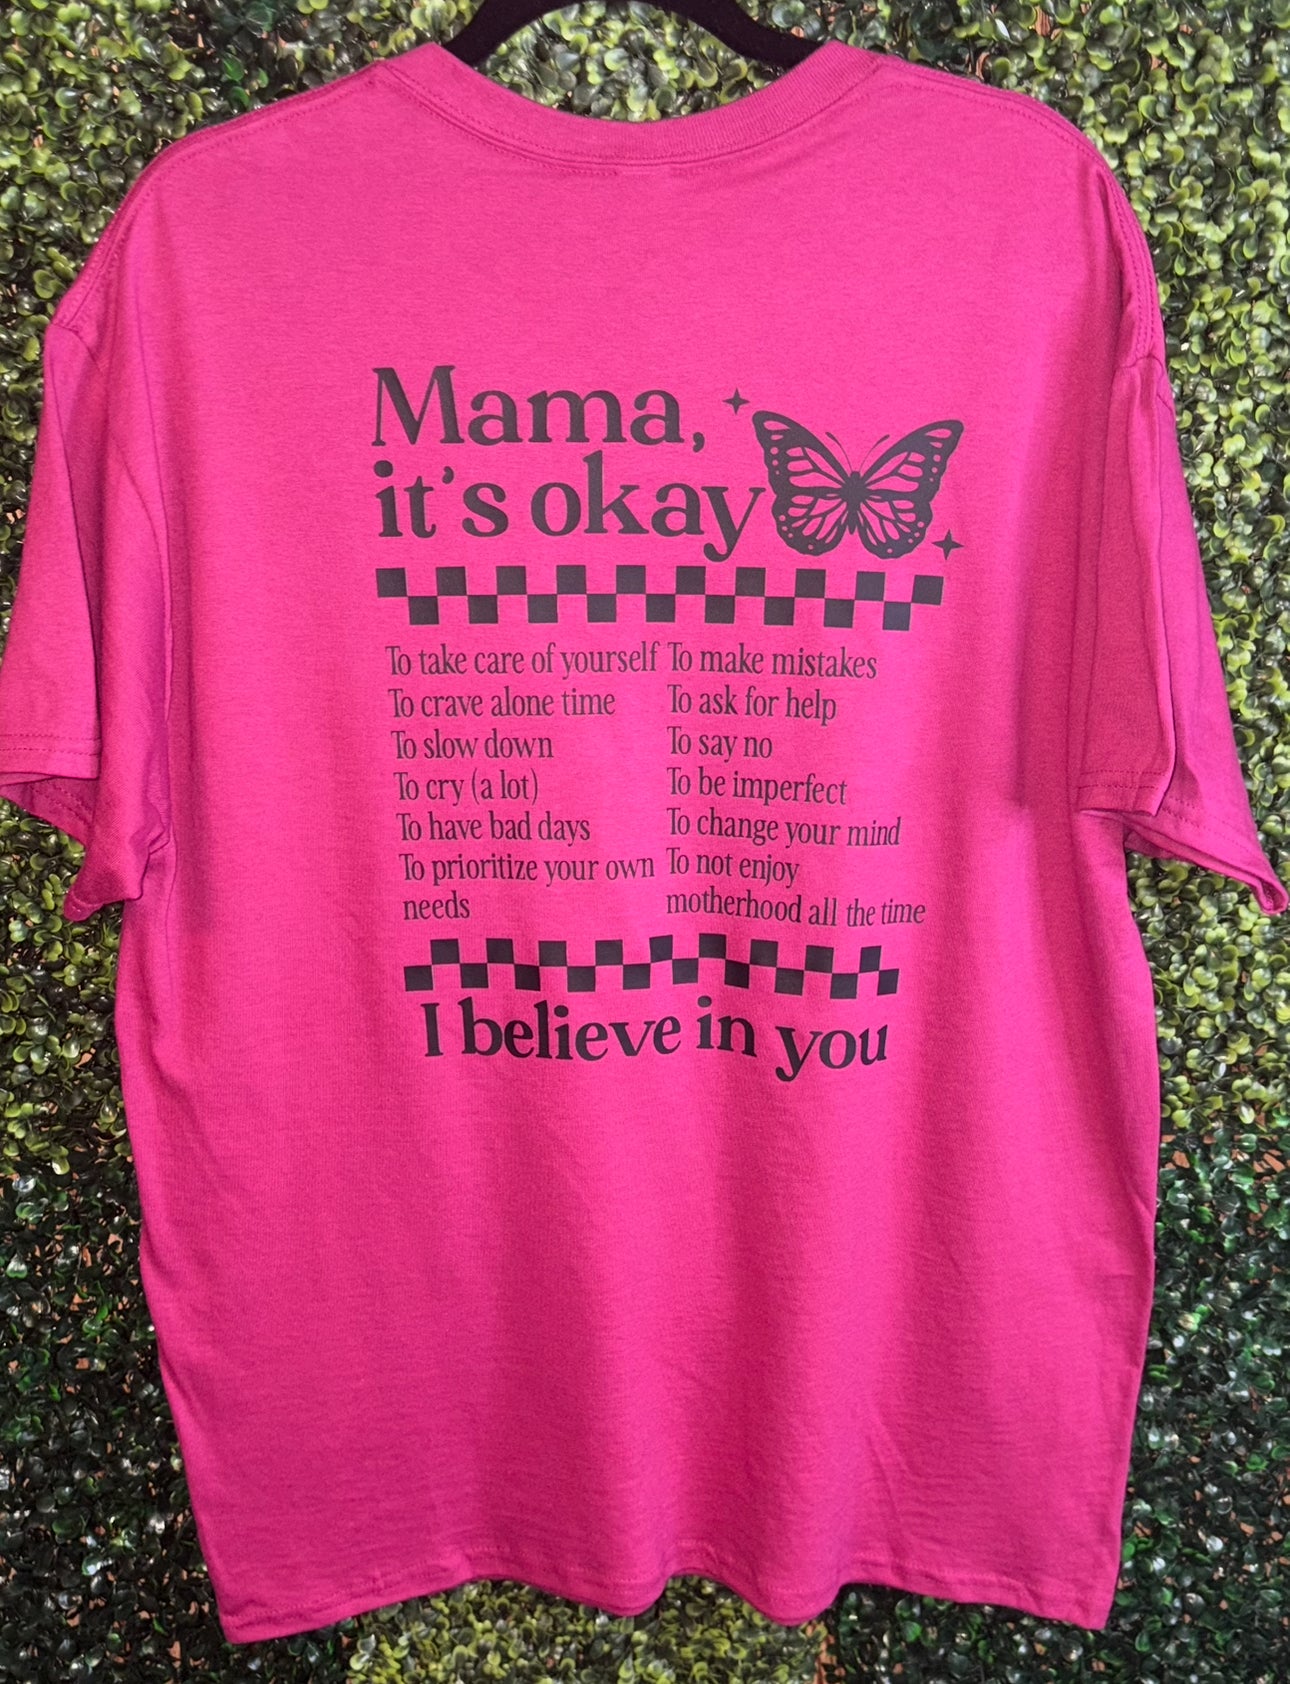 Mama,
it's okay
To take care of yourself
To crave alone time
To slow down
To cry (a lot)
To have bad days
To prioritize your own
needs
To make mistakes
To ask for help
To say no
To be imperfect
To change your mind
To not enjoy
motherhood all the time
I believe in you